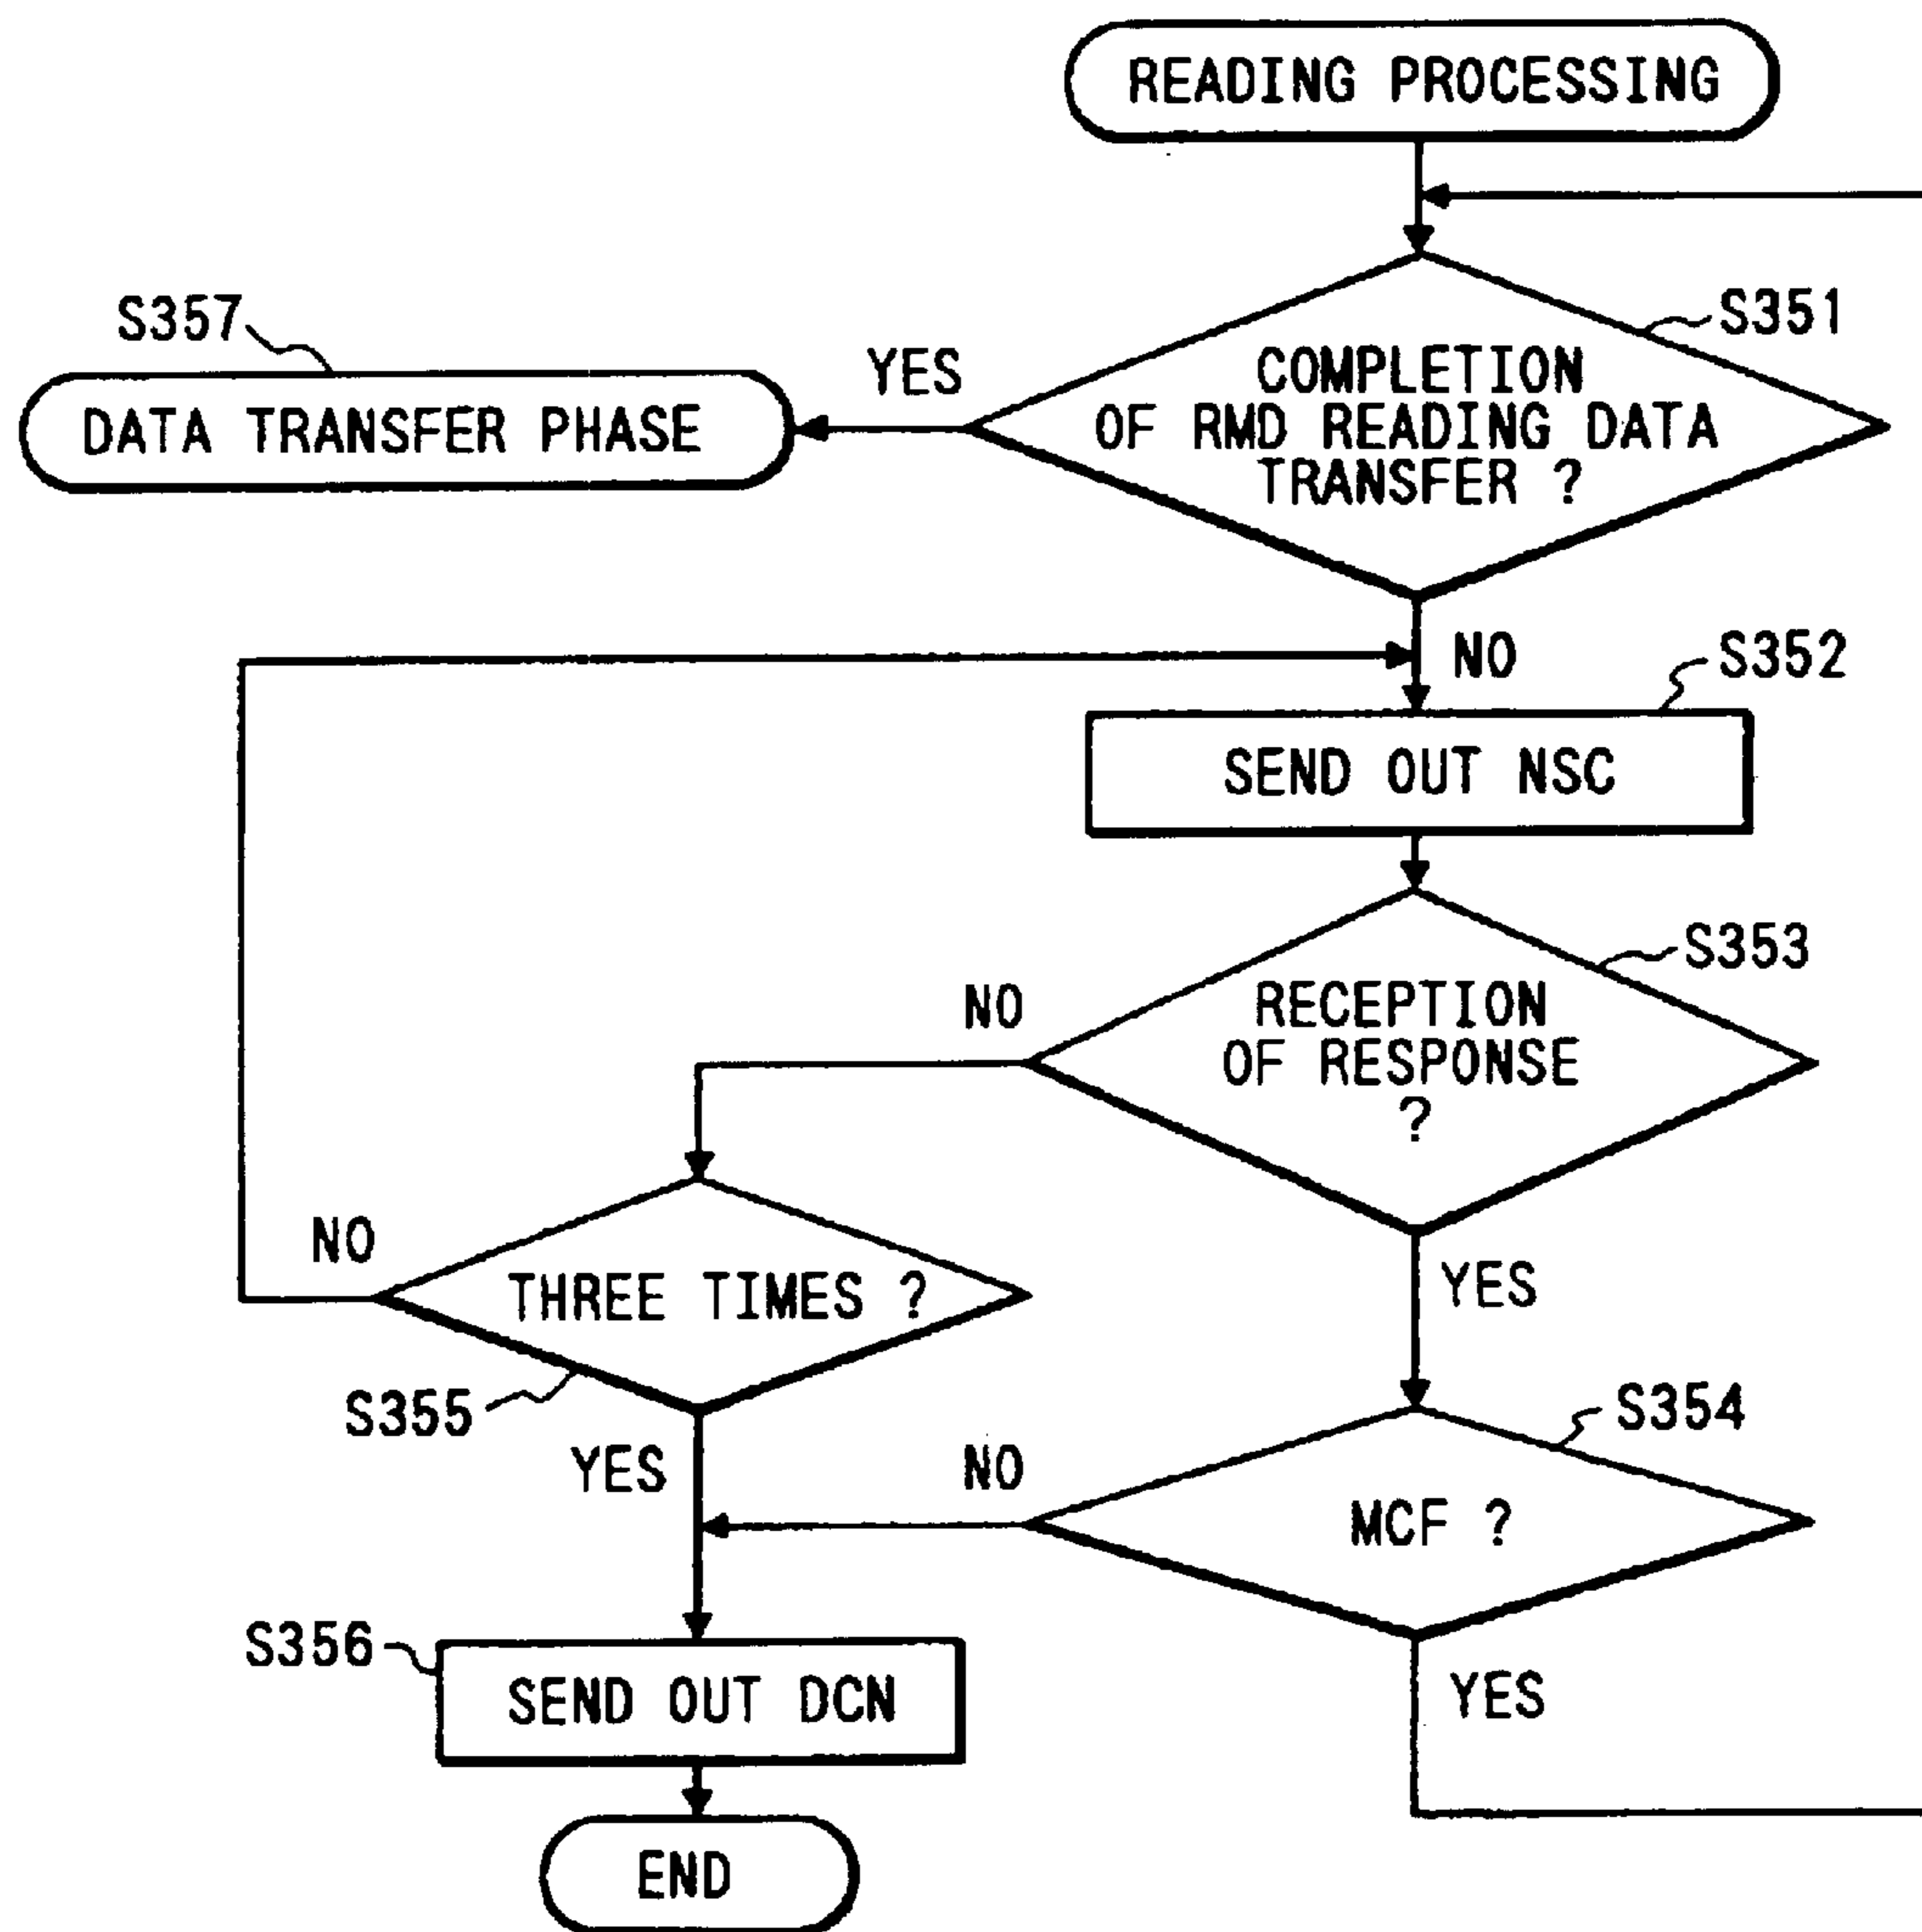 READING PROCESSING
S351
S357
YES
COMPLETION
OF RMD READING DATA
TRANSFER ?
DATA TRANSFER PHASE
NO
S352
SEND OUT NSC
S353
NO
RECEPTION
OF RESPONSE
?
NO
THREE TIMES ?
YES
S355
S354
YES
NO
MCF ?
S356
SEND OUT DCN
YES
END